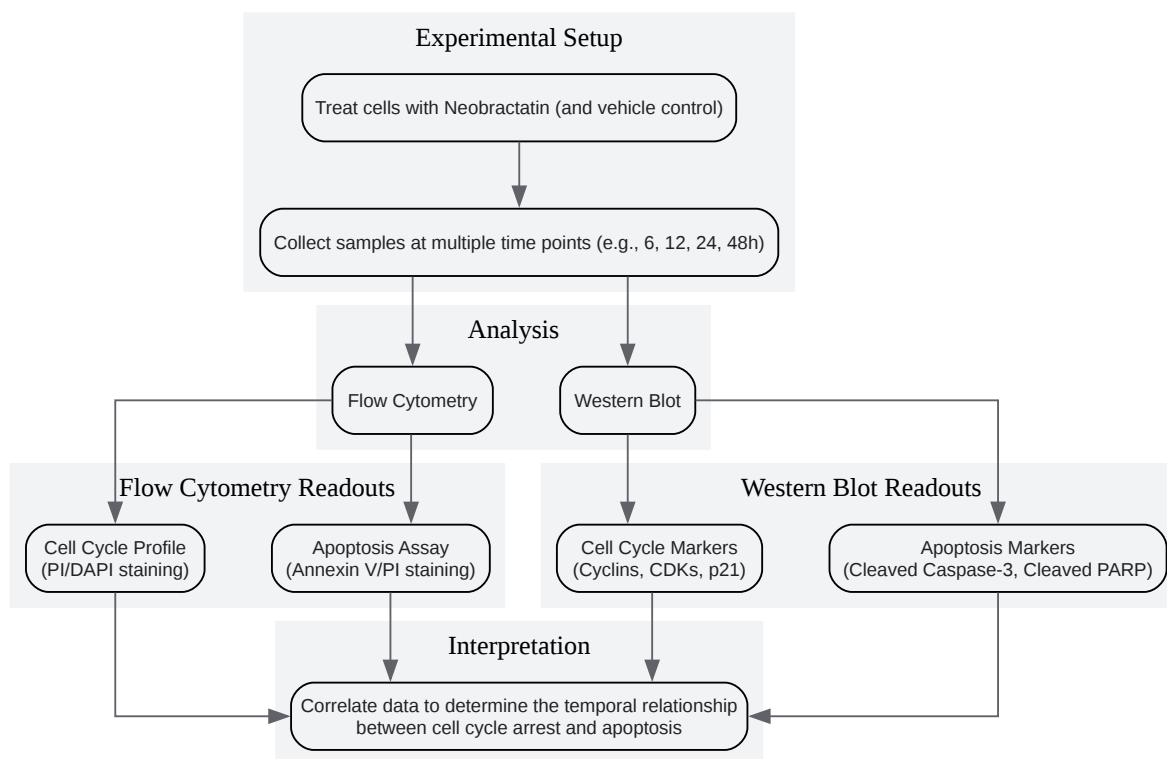 Experimental Setup
Treat cells with Neobractatin (and vehicle control)
Collect samples at multiple time points (e.g., 6, 12, 24, 48h)
Analysis
Flow Cytometry
Western Blot
Flow Cytometry Readouts
Western Blot Readouts
Cell Cycle Profile
(PI/DAPI staining)
Apoptosis Assay
(Annexin V/PI staining)
Cell Cycle Markers
(Cyclins, CDKs, p21)
Apoptosis Markers
(Cleaved Caspase-3, Cleaved PARP)
Interpretation
Correlate data to determine the temporal relationship
between cell cycle arrest and apoptosis